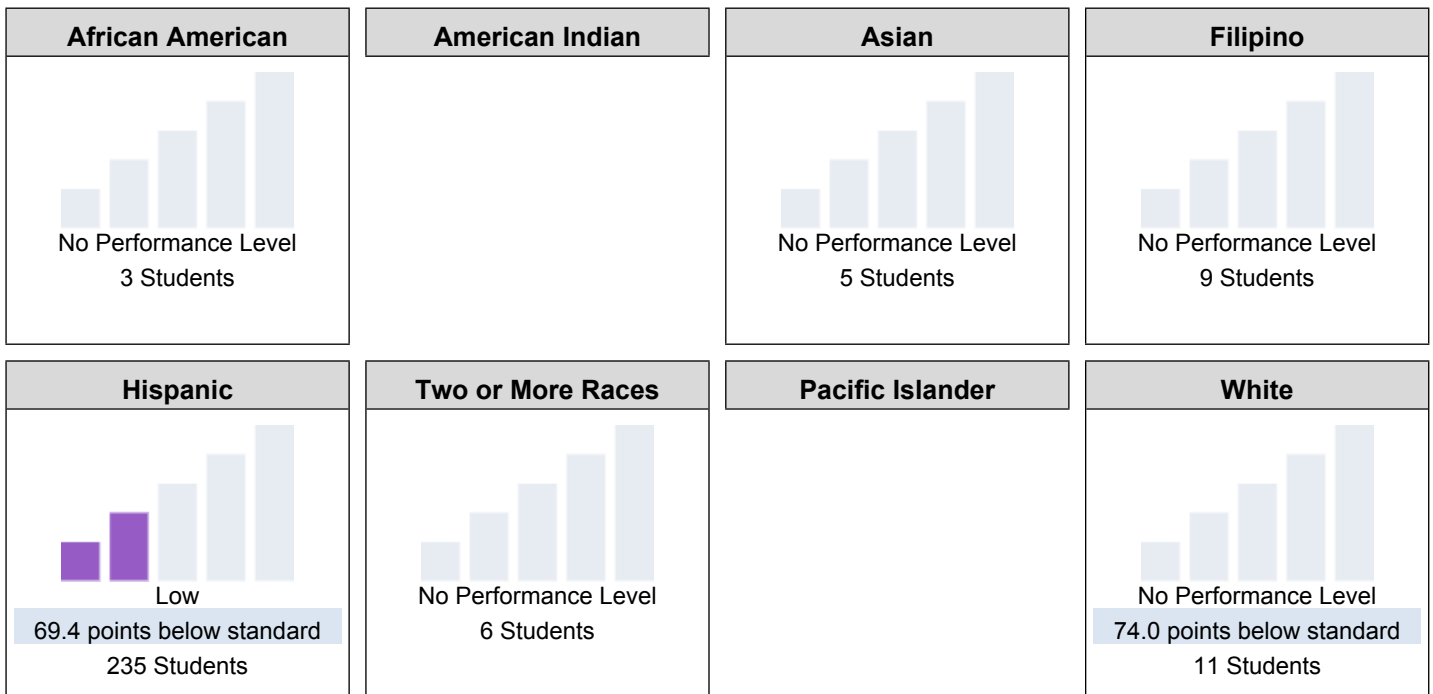 African American
No Performance Level
3 Students
American Indian
Asian
No Performance Level
5 Students
Filipino
No Performance Level
9 Students
Hispanic
Low
69.4 points below standard
235 Students
Two or More Races
No Performance Level
6 Students
Pacific Islander
White
No Performance Level
74.0 points below standard
11 Students